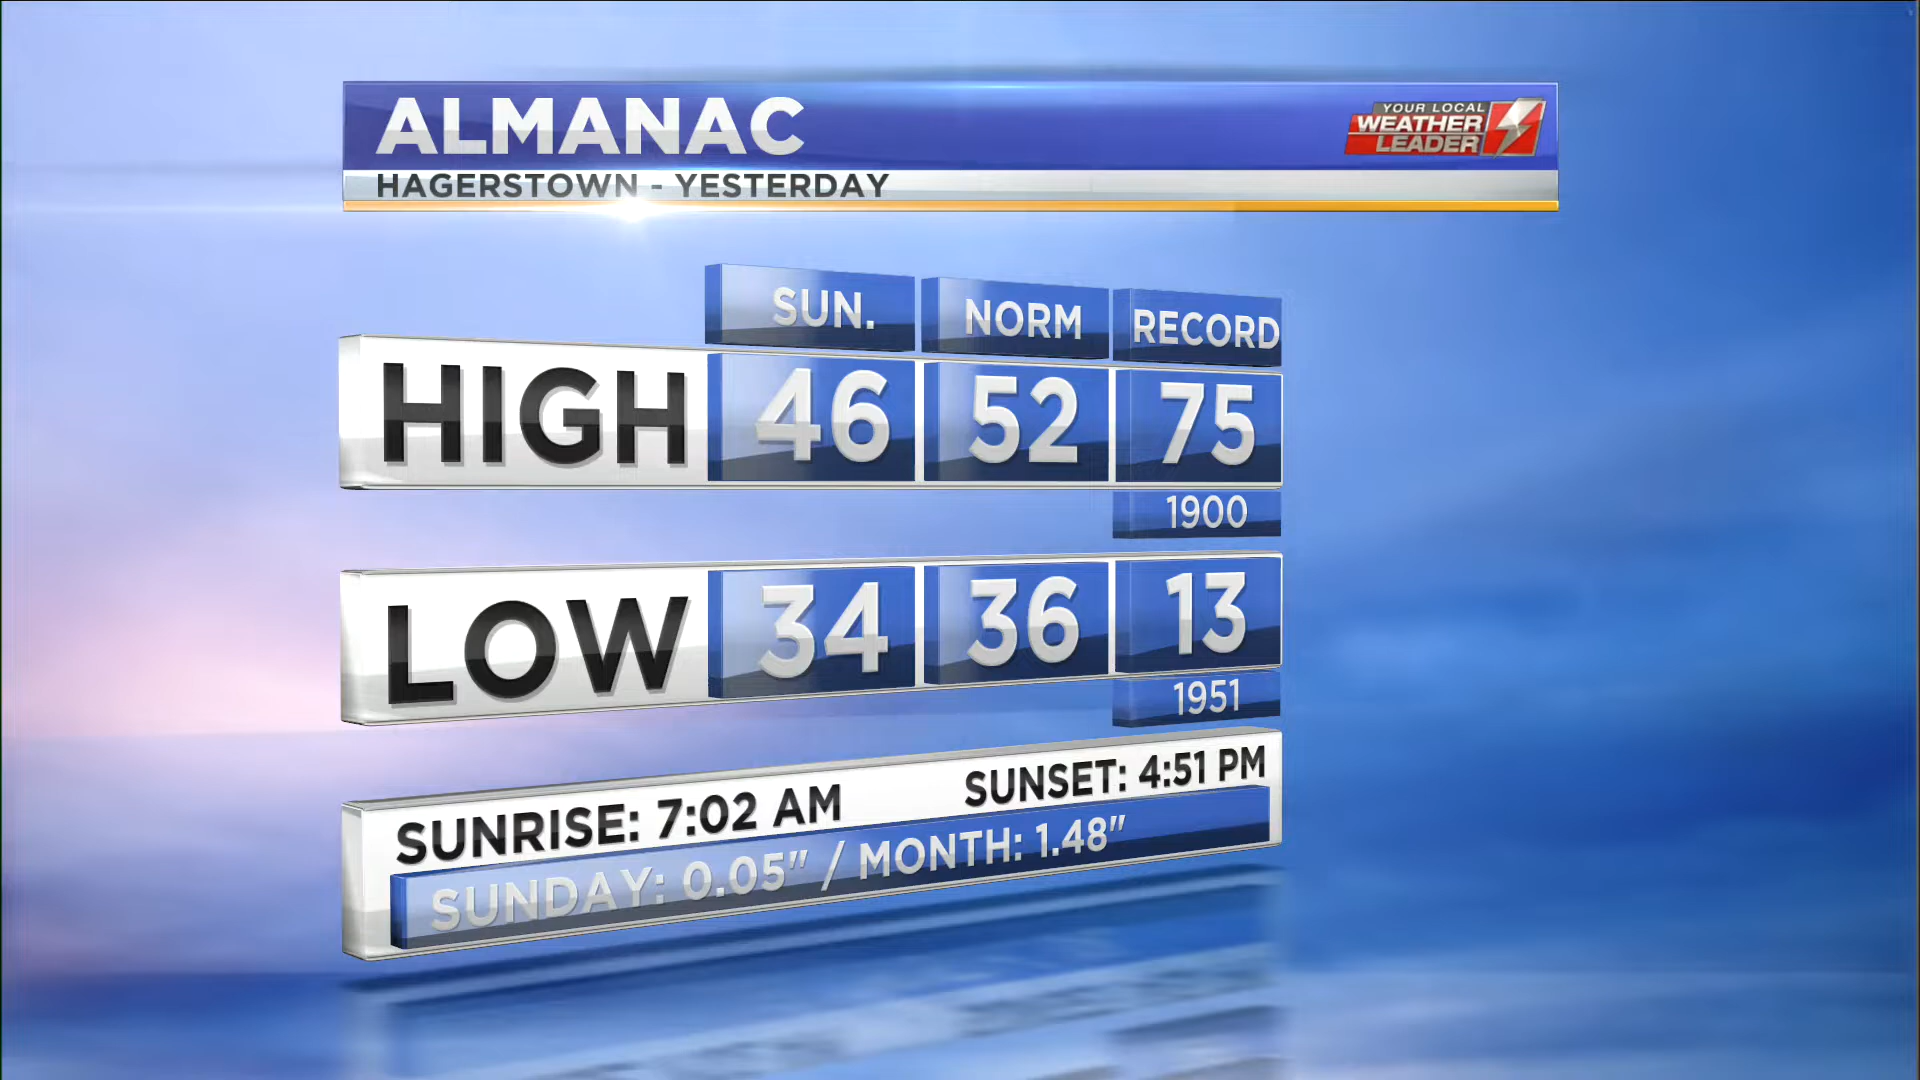 ALMANAC
YOUR LOCAL
WEATHER
LEADER
HAGERSTOWN - YESTERDAY
SUN. NORM RECORD
HIGH 46 52 75
1900
LOW 34 36 13
1951
SUNRISE: 7:02 AM SUNSET: 4:51 PM
SUNDAY: 0.05" / MONTH: 1.48"